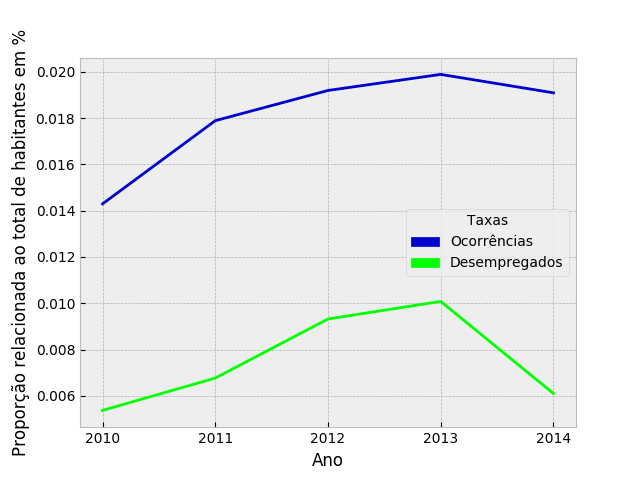 Proporção relacionada ao total de habitantes em %
0.020
0.018
0.016
0.014
0.012
0.010
0.008
0.006
Taxas
Ocorrências
Desempregados
2010 2011 2012 2013 2014
Ano